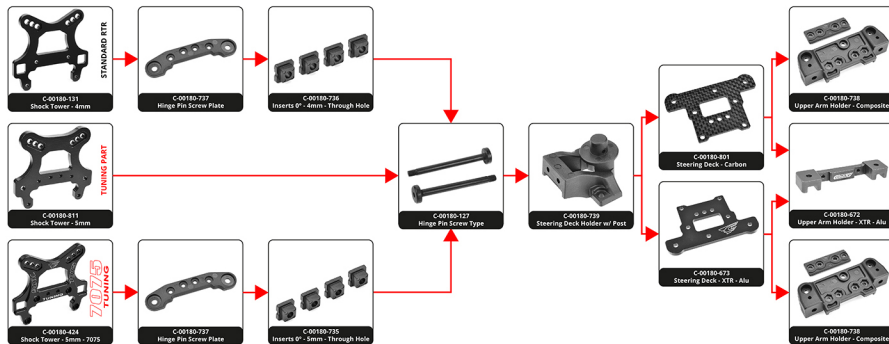 STANDARD RTR
C-00180-131
Shock Tower - 4mm
C-00180-737
Hinge Pin Screw Plate
C-00180-736
Inserts 0° - 4mm - Through Hole
C-00180-738
Upper Arm Holder - Composite
C-00180-801
Steering Deck - Carbon
TUNING PART
C-00180-811
Shock Tower - 5mm
C-00180-127
Hinge Pin Screw Type
C-00180-739
Steering Deck Holder w/ Post
C-00180-672
Upper Arm Holder - XTR - Alu
C-00180-673
Steering Deck - XTR - Alu
TUNING
7075
TUNING
C-00180-424
Shock Tower - 5mm - 7075
C-00180-737
Hinge Pin Screw Plate
C-00180-735
Inserts 0° - 5mm - Through Hole
C-00180-738
Upper Arm Holder - Composite